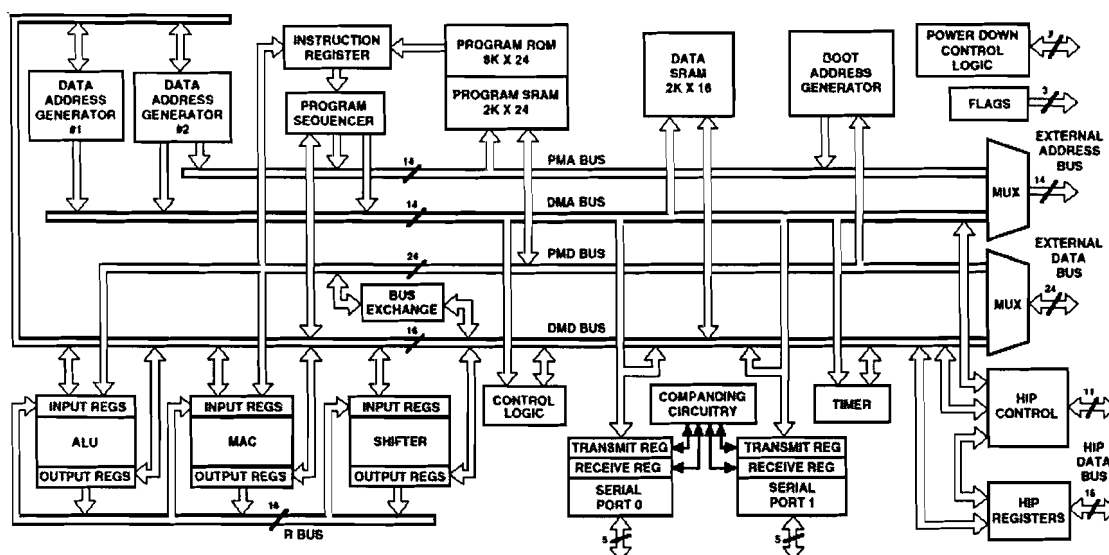 INSTRUCTION
REGISTER
PROGRAM ROM
8K X 24
PROGRAM SRAM
2K X 24
DATA
SRAM
2K X 16
BOOT
ADDRESS
GENERATOR
POWER DOWN
CONTROL
LOGIC
FLAGS
3
DATA
ADDRESS
GENERATOR
#1
DATA
ADDRESS
GENERATOR
#2
PROGRAM
SEQUENCER
EXTERNAL
ADDRESS
BUS
14
PMA BUS
MUX
14
14
DMA BUS
EXTERNAL
DATA
BUS
24
PMD BUS
MUX
24
BUS
EXCHANGE
16
DMD BUS
INPUT REGS
ALU
OUTPUT REGS
INPUT REGS
MAC
OUTPUT REGS
INPUT REGS
SHIFTER
OUTPUT REGS
CONTROL
LOGIC
COMPANDING
CIRCUITRY
TIMER
HIP
CONTROL
11
TRANSMIT REG
RECEIVE REG
SERIAL
PORT 0
TRANSMIT REG
RECEIVE REG
SERIAL
PORT 1
HIP
DATA
BUS
HIP
REGISTERS
16
16
R BUS
5
5